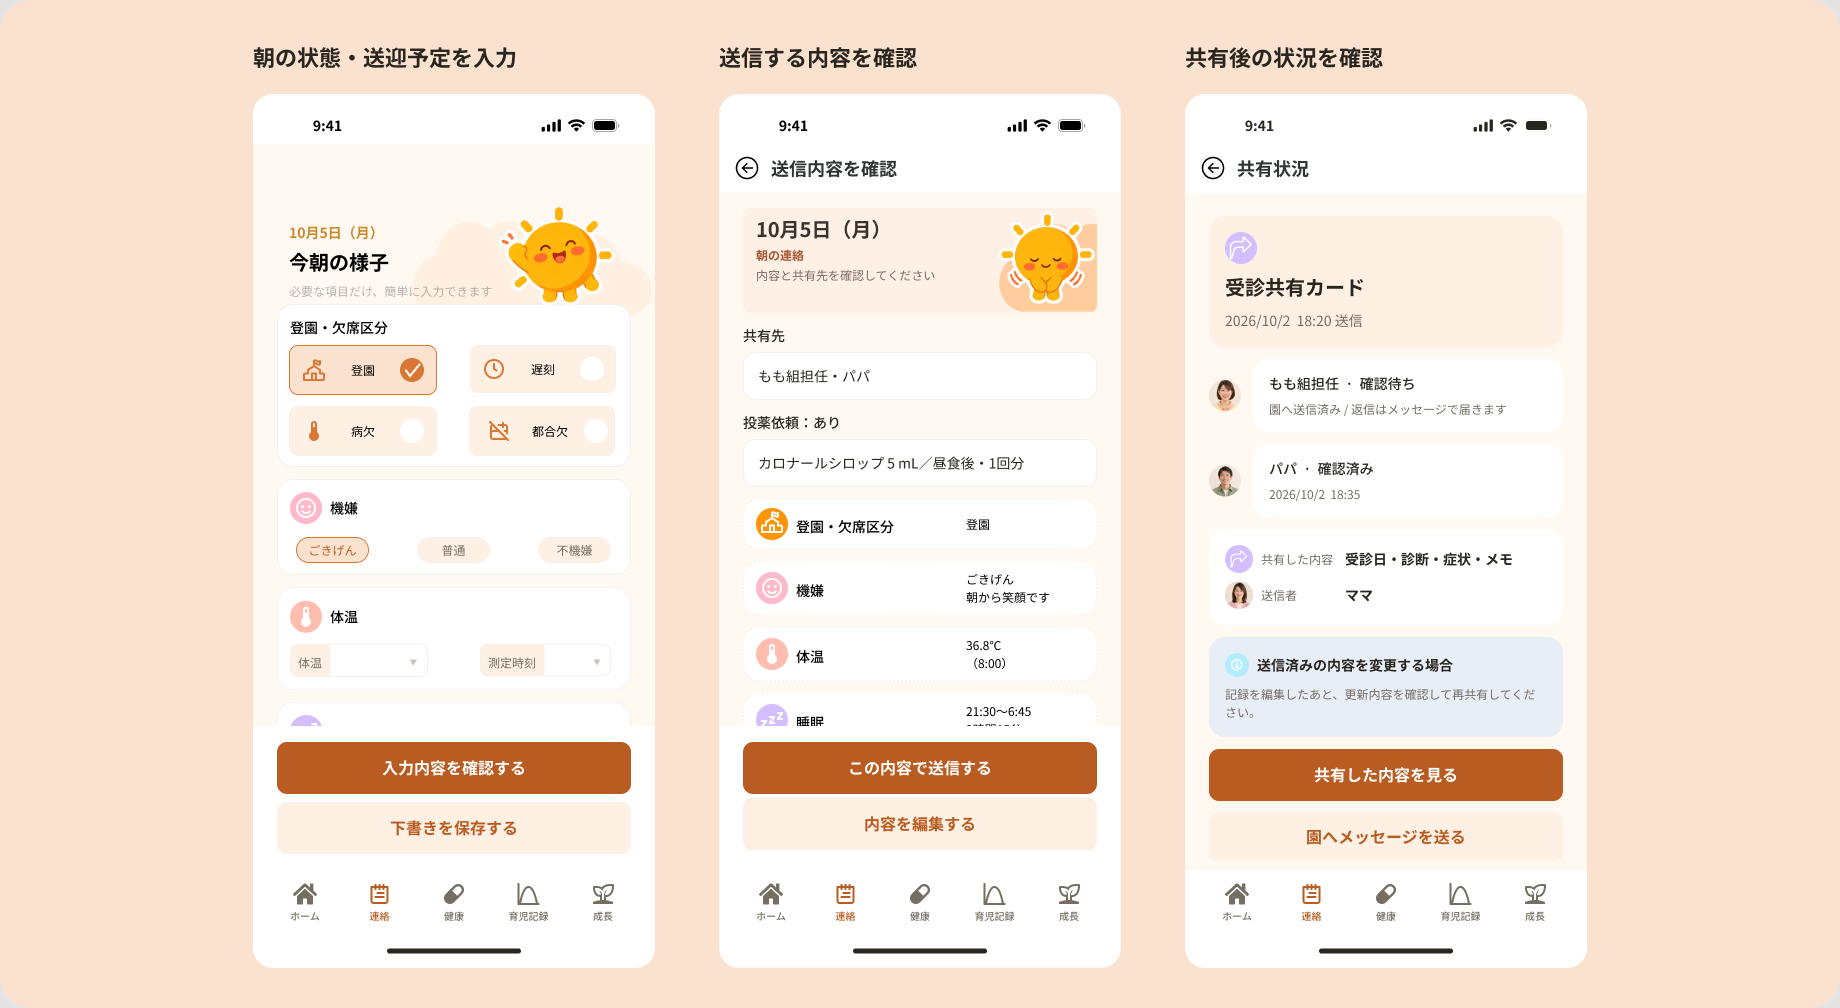 朝の状態・送迎予定を入力
9:41
10月5日（月）
今朝の様子
必要な項目だけ、簡単に入力できます
登園・欠席区分
登園
遅刻
病欠
都合欠
機嫌
ごきげん
普通
不機嫌
体温
体温
測定時刻
入力内容を確認する
下書きを保存する
ホーム
連絡
健康
育児記録
成長
送信する内容を確認
9:41
送信内容を確認
10月5日（月）
朝の連絡
内容と共有先を確認してください
共有先
もも組担任・パパ
投薬依頼：あり
カロナールシロップ 5 mL／昼食後・1回分
登園・欠席区分
登園
機嫌
ごきげん
朝から笑顔です
体温
36.8℃
（8:00）
睡眠
21:30〜6:45
この内容で送信する
内容を編集する
ホーム
連絡
健康
育児記録
成長
共有後の状況を確認
9:41
共有状況
受診共有カード
2026/10/2 18:20 送信
もも組担任 · 確認待ち
園へ送信済み / 返信はメッセージで届きます
パパ · 確認済み
2026/10/2 18:35
共有した内容 受診日・診断・症状・メモ
送信者 ママ
送信済みの内容を変更する場合
記録を編集したあと、更新内容を確認して再共有してくだ
さい。
共有した内容を見る
園へメッセージを送る
ホーム
連絡
健康
育児記録
成長